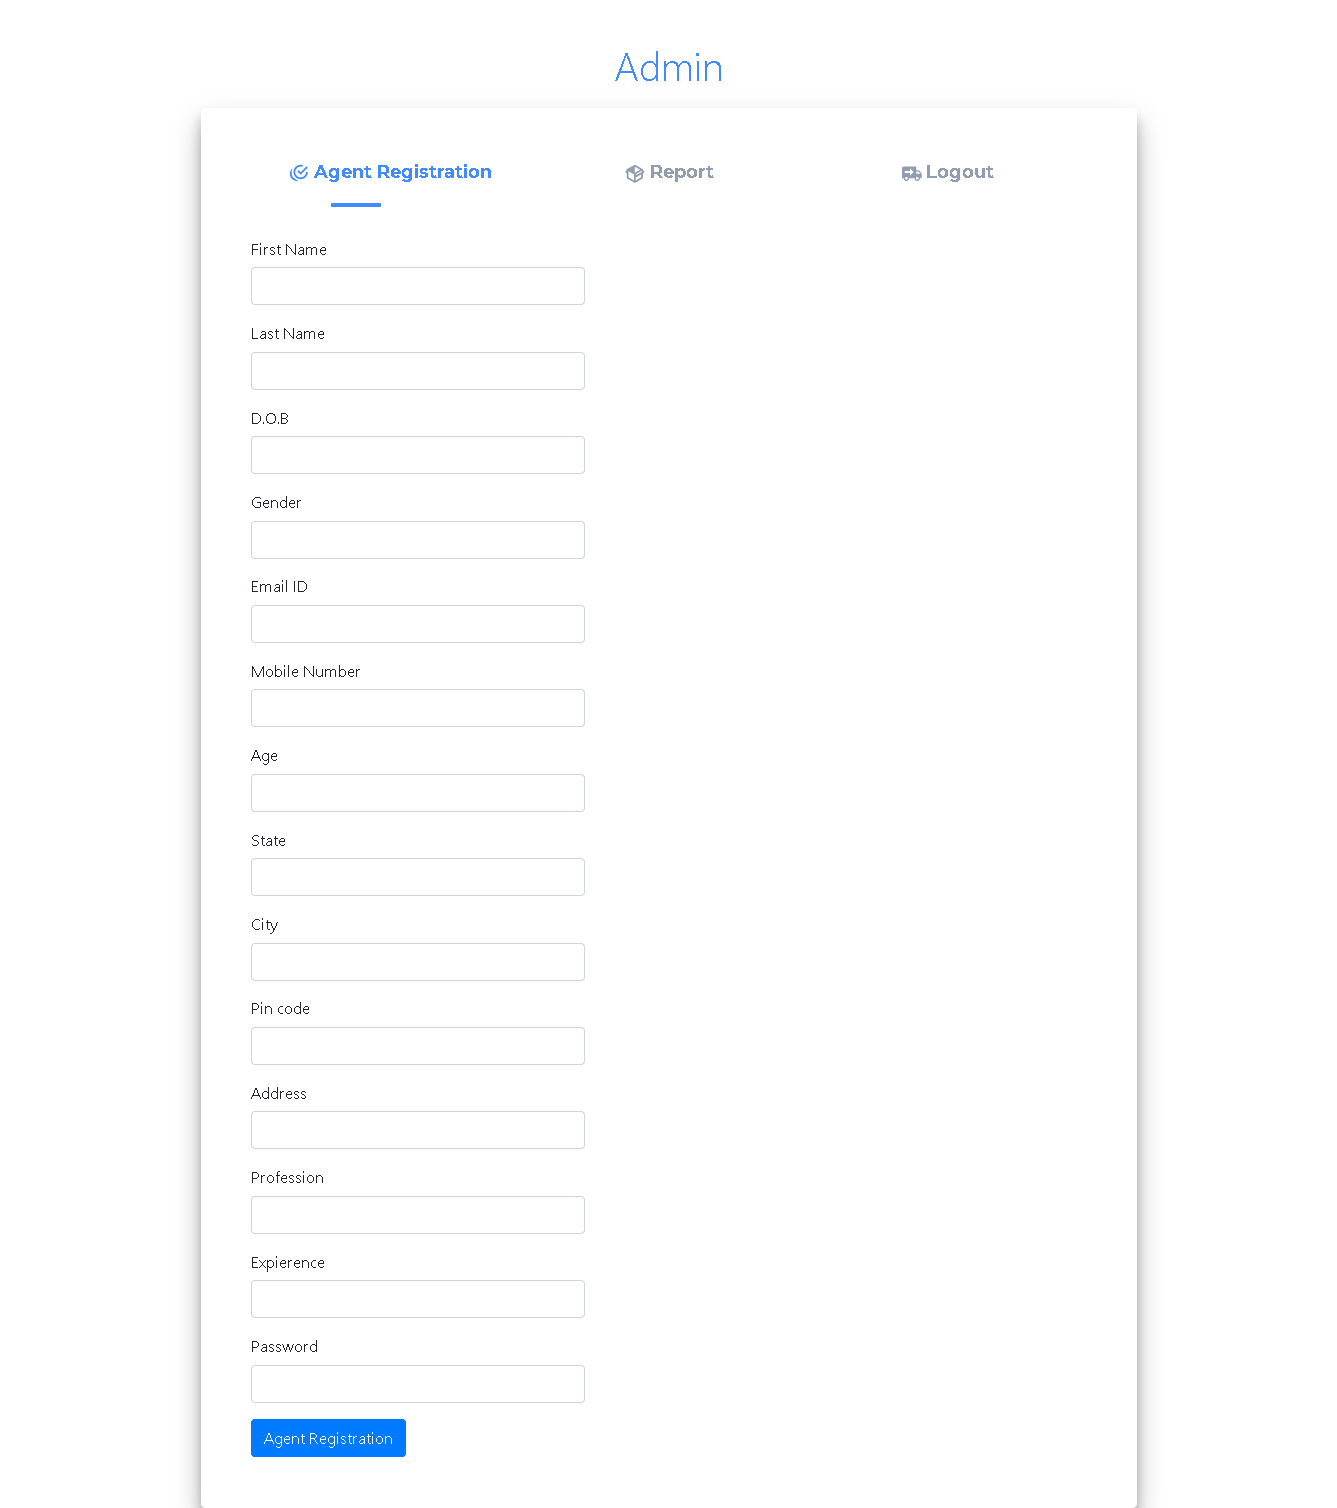 Admin
Agent Registration Report Logout
First Name
Last Name
D.O.B
Gender
Email ID
Mobile Number
Age
State
City
Pin code
Address
Profession
Expierence
Password
Agent Registration